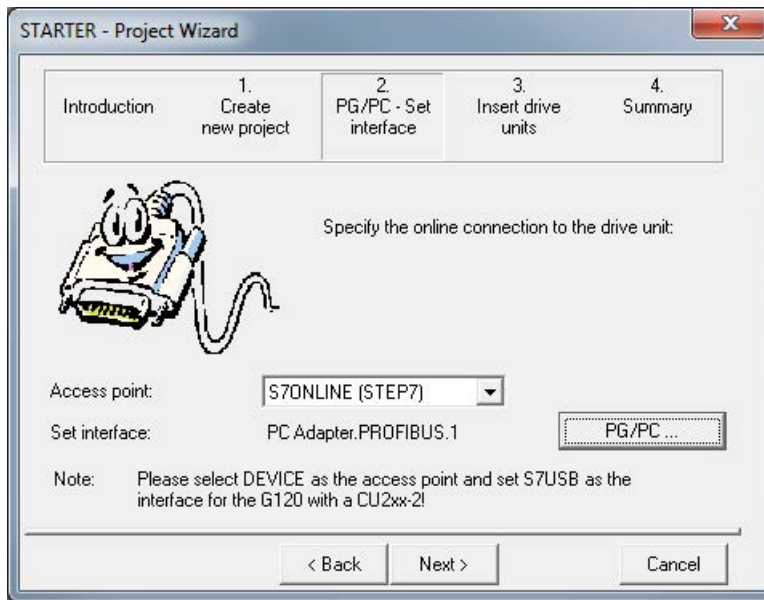 STARTER - Project Wizard
Introduction
1.
Create
new project
2.
PG/PC - Set
interface
3.
Insert drive
units
4.
Summary
Specify the online connection to the drive unit:
Access point:
S7ONLINE (STEP7)
Set interface:
PC Adapter.PROFIBUS.1
PG/PC ...
Note:
Please select DEVICE as the access point and set S7USB as the
interface for the G120 with a CU2xx-2!
< Back
Next >
Cancel